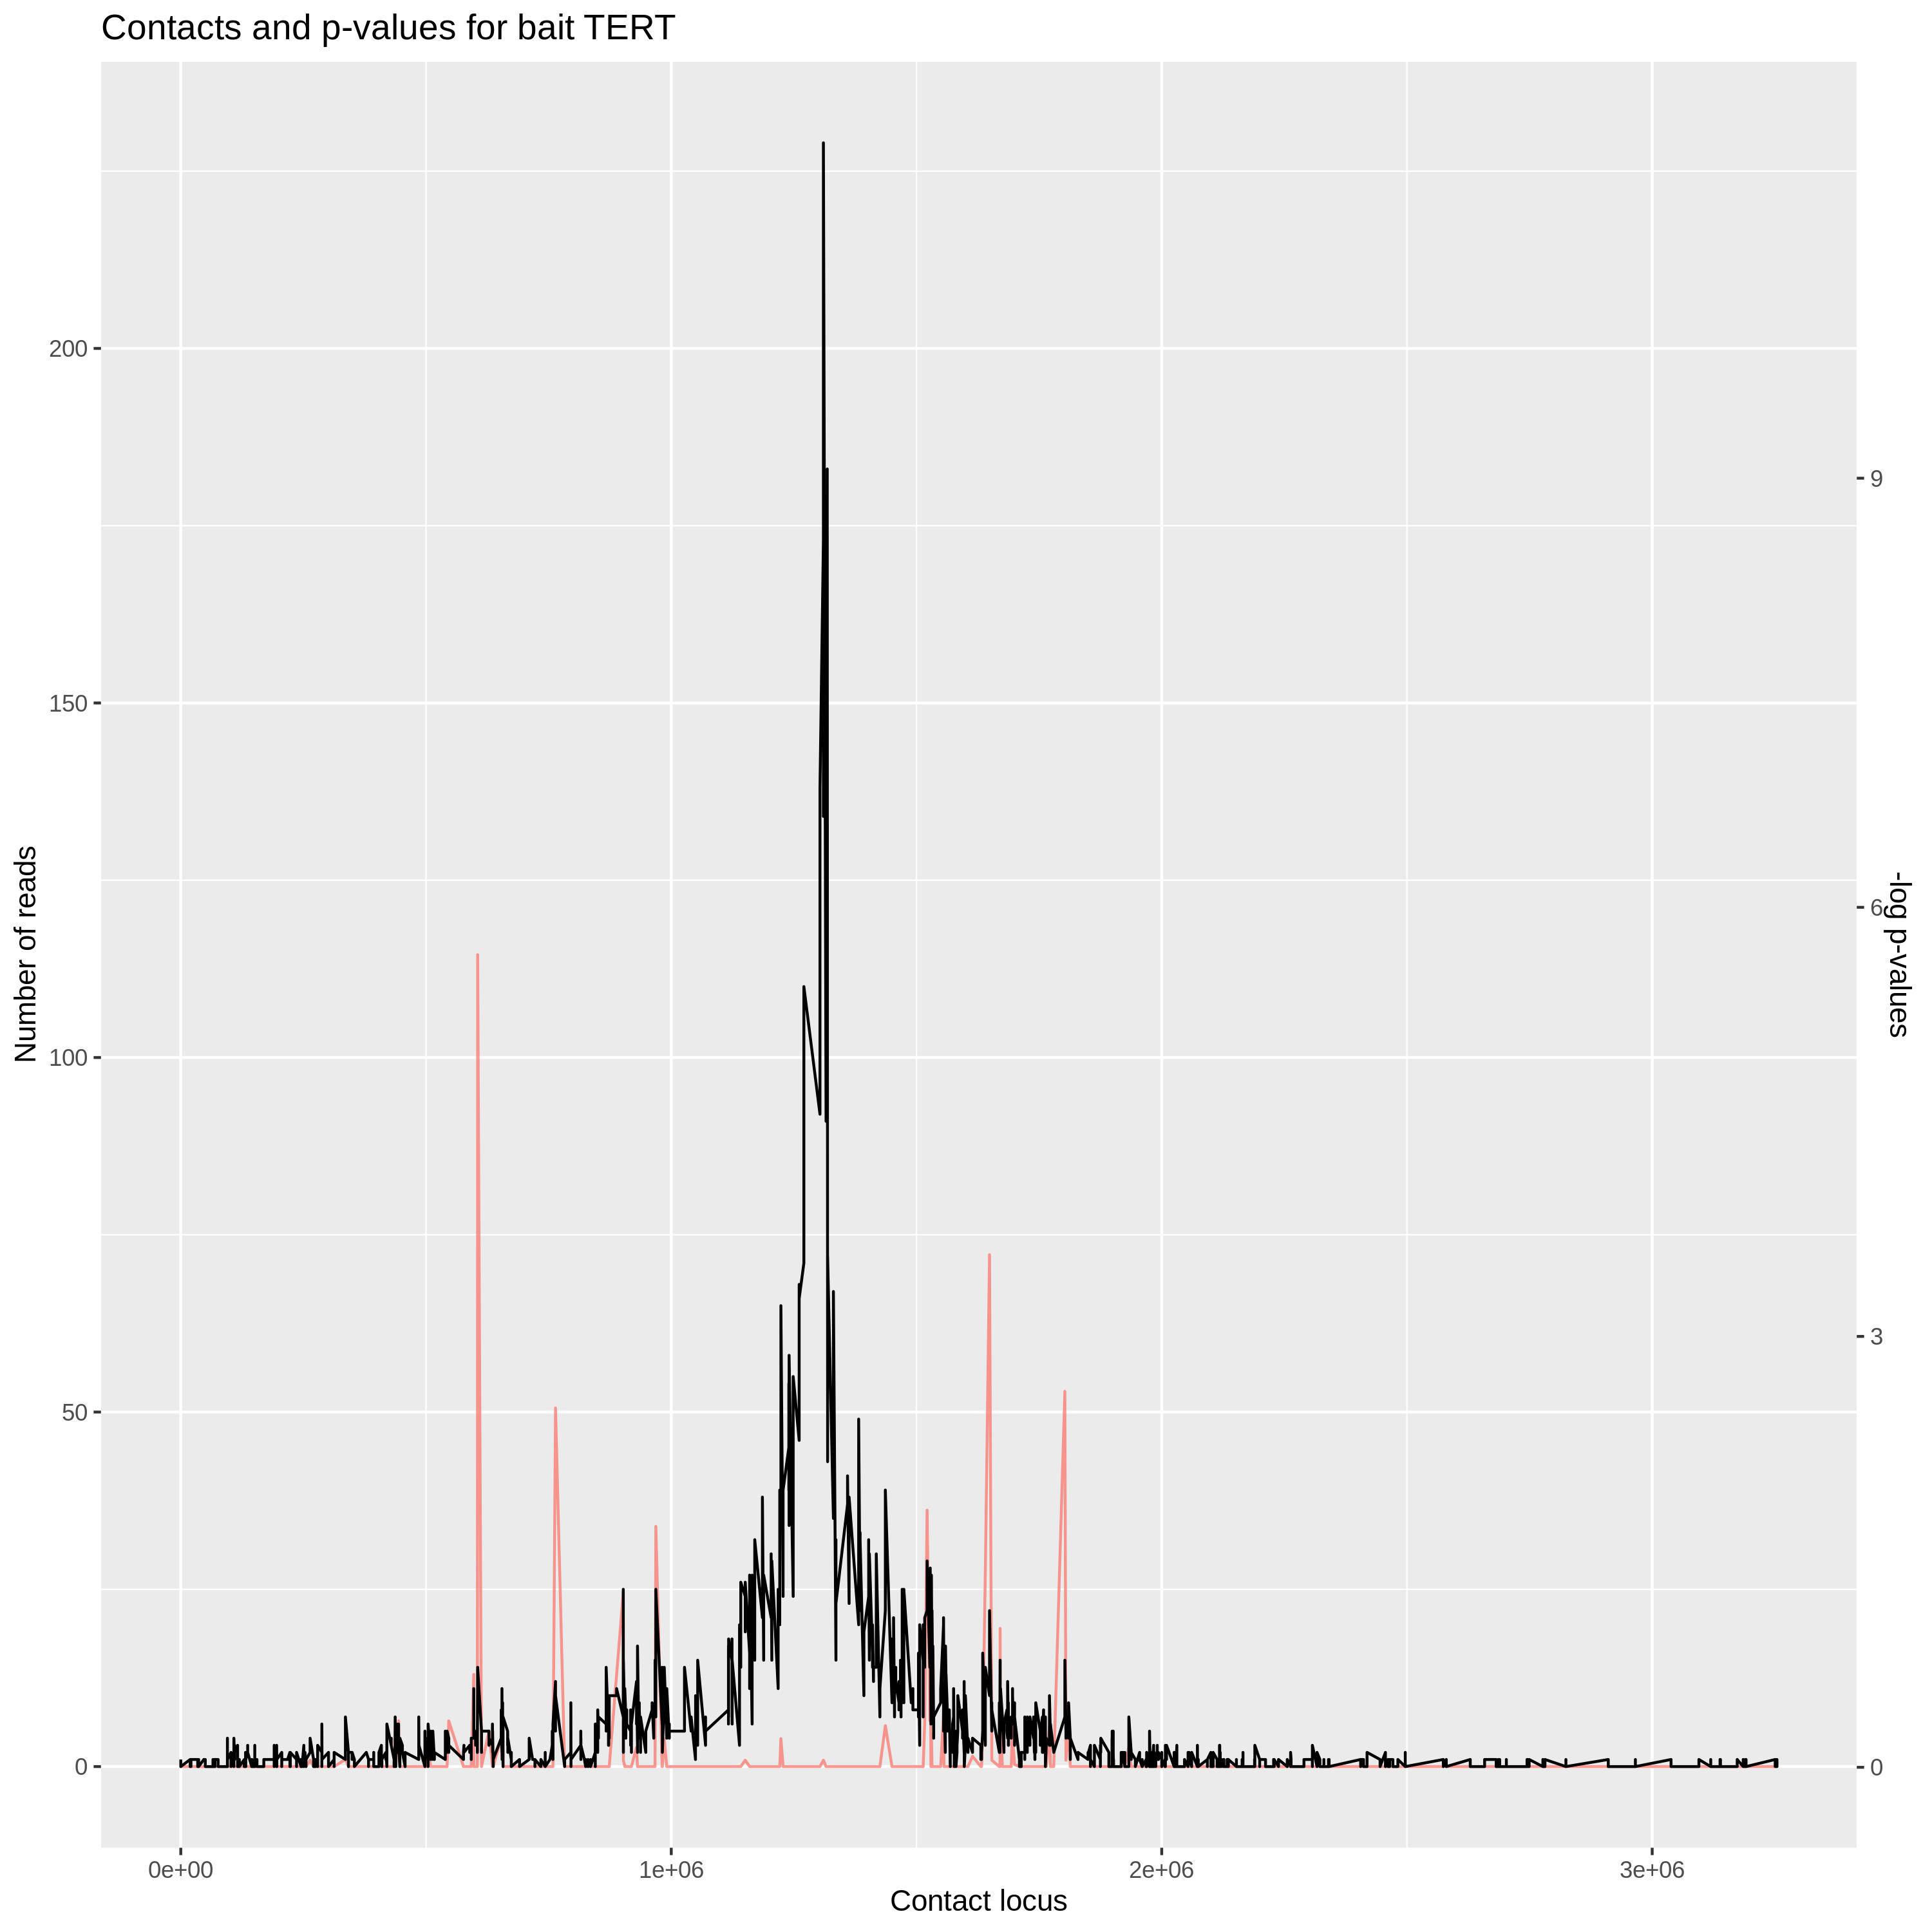 Contacts and p-values for bait TERT
Number of reads
200
150
100
50
0
9
6
3
0
-log p-values
0e+00
1e+06
2e+06
3e+06
Contact locus